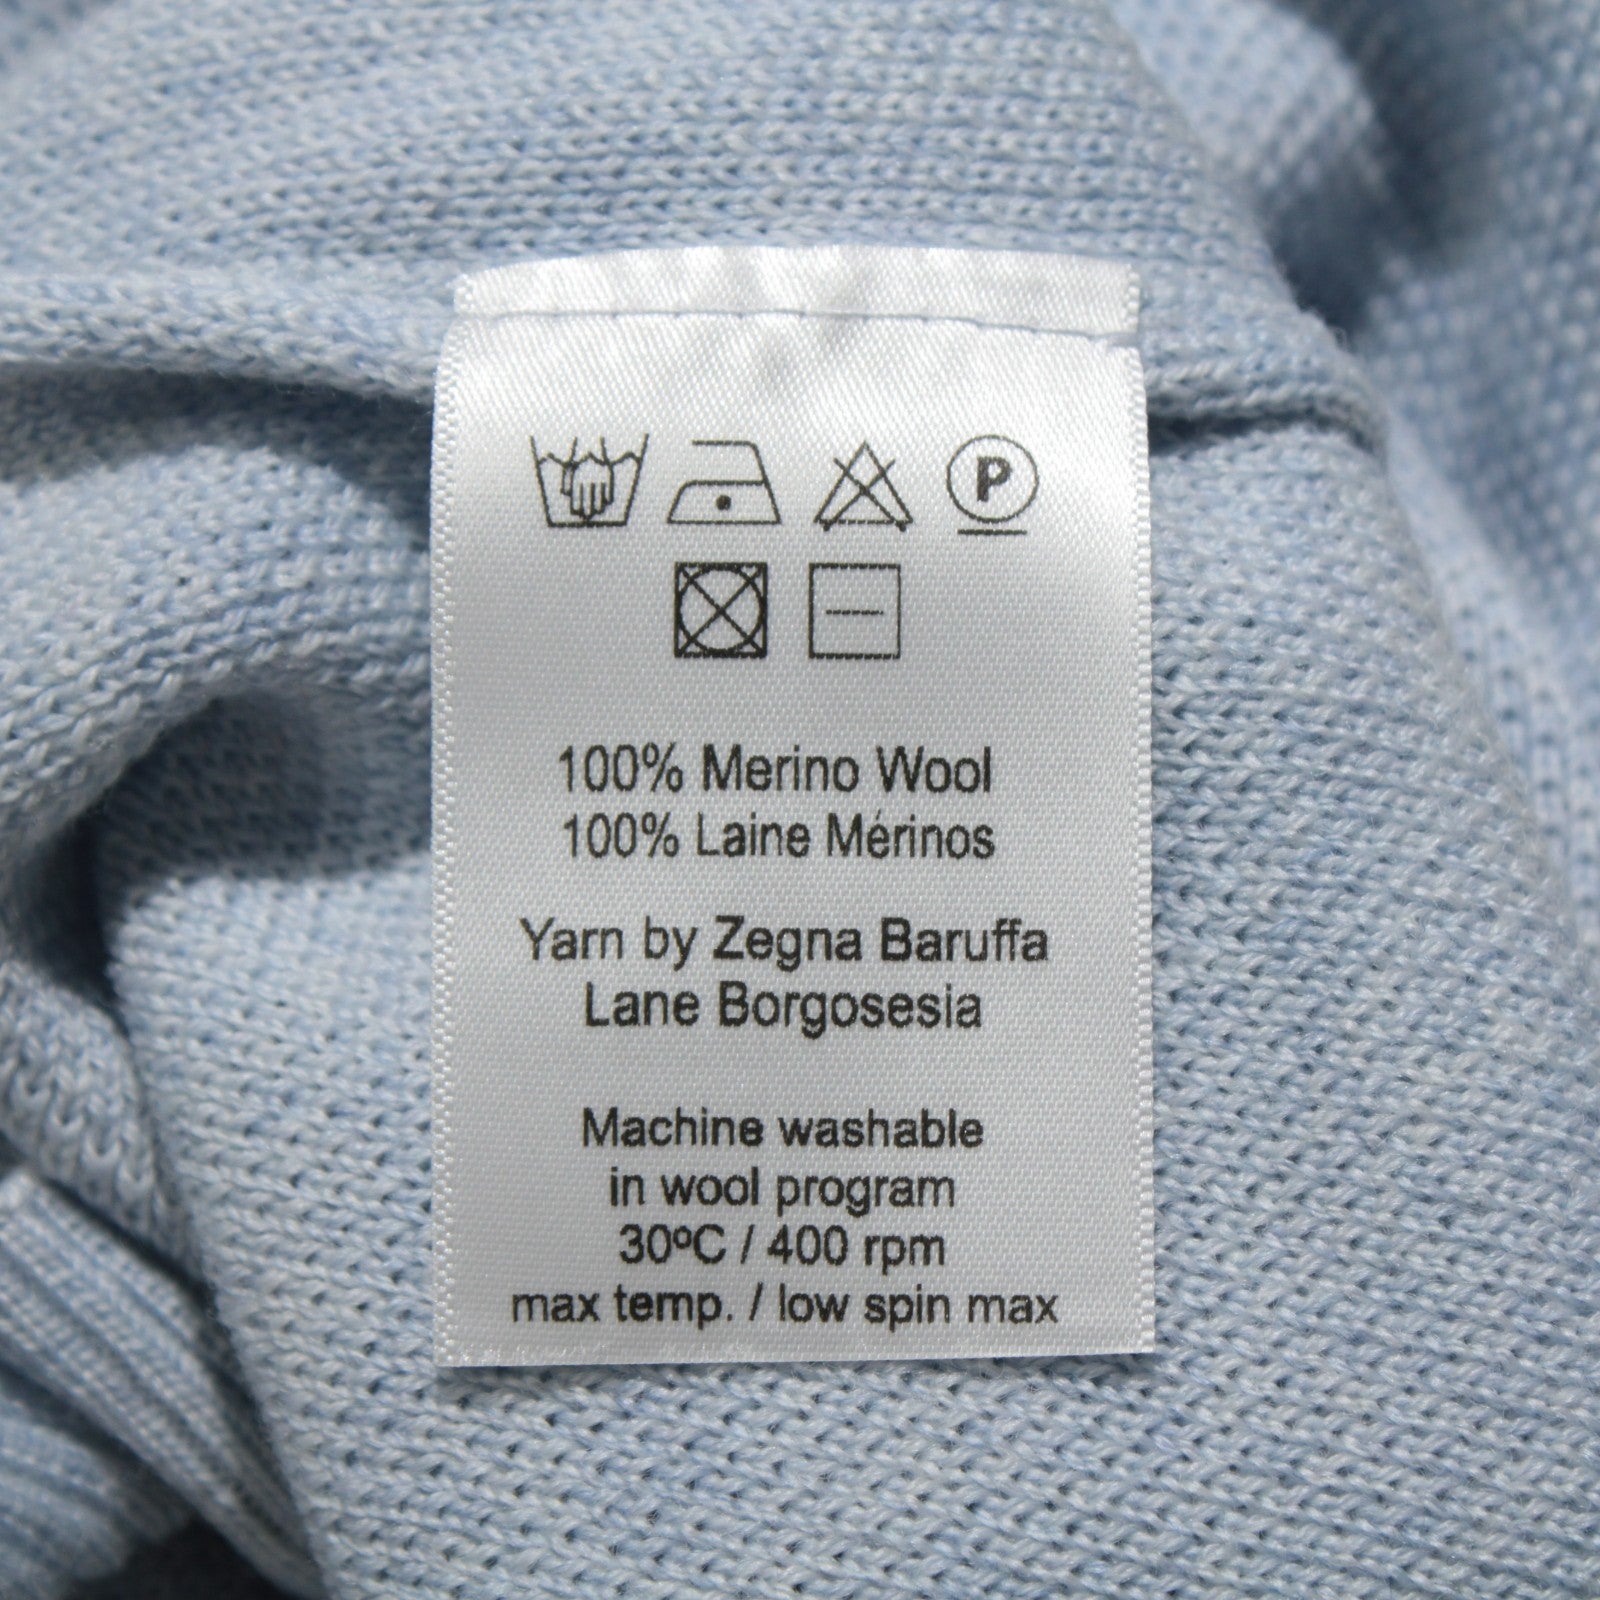 P
100% Merino Wool
100% Laine Mérinos
Yarn by Zegna Baruffa
Lane Borgosesia
Machine washable
in wool program
30ºC / 400 rpm
max temp. / low spin max